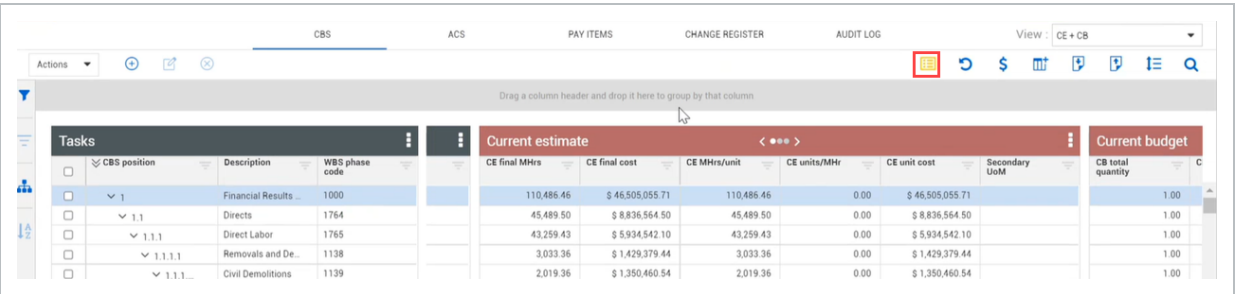 CBS ACS PAY ITEMS CHANGE REGISTER AUDIT LOG View : CE + CB
Actions
Drag a column header and drop it here to group by that column
Tasks Current estimate Current budget
CBS position Description WBS phase code CE final MHrs CE final cost CE MHrs/unit CE units/MHr CE unit cost Secondary UoM CB total quantity C
1 Financial Results ... 1000 110,486.46 $ 46,505,055.71 110,486.46 0.00 $ 46,505,055.71 1.00
1.1 Directs 1764 45,489.50 $ 8,836,564.50 45,489.50 0.00 $ 8,836,564.50 1.00
1.1.1 Direct Labor 1765 43,259.43 $ 5,934,542.10 43,259.43 0.00 $ 5,934,542.10 1.00
1.1.1.1 Removals and De... 1138 3,033.36 $ 1,429,379.44 3,033.36 0.00 $ 1,429,379.44 1.00
1.1.1.... Civil Demolitions 1139 2,019.36 $ 1,350,460.54 2,019.36 0.00 $ 1,350,460.54 1.00